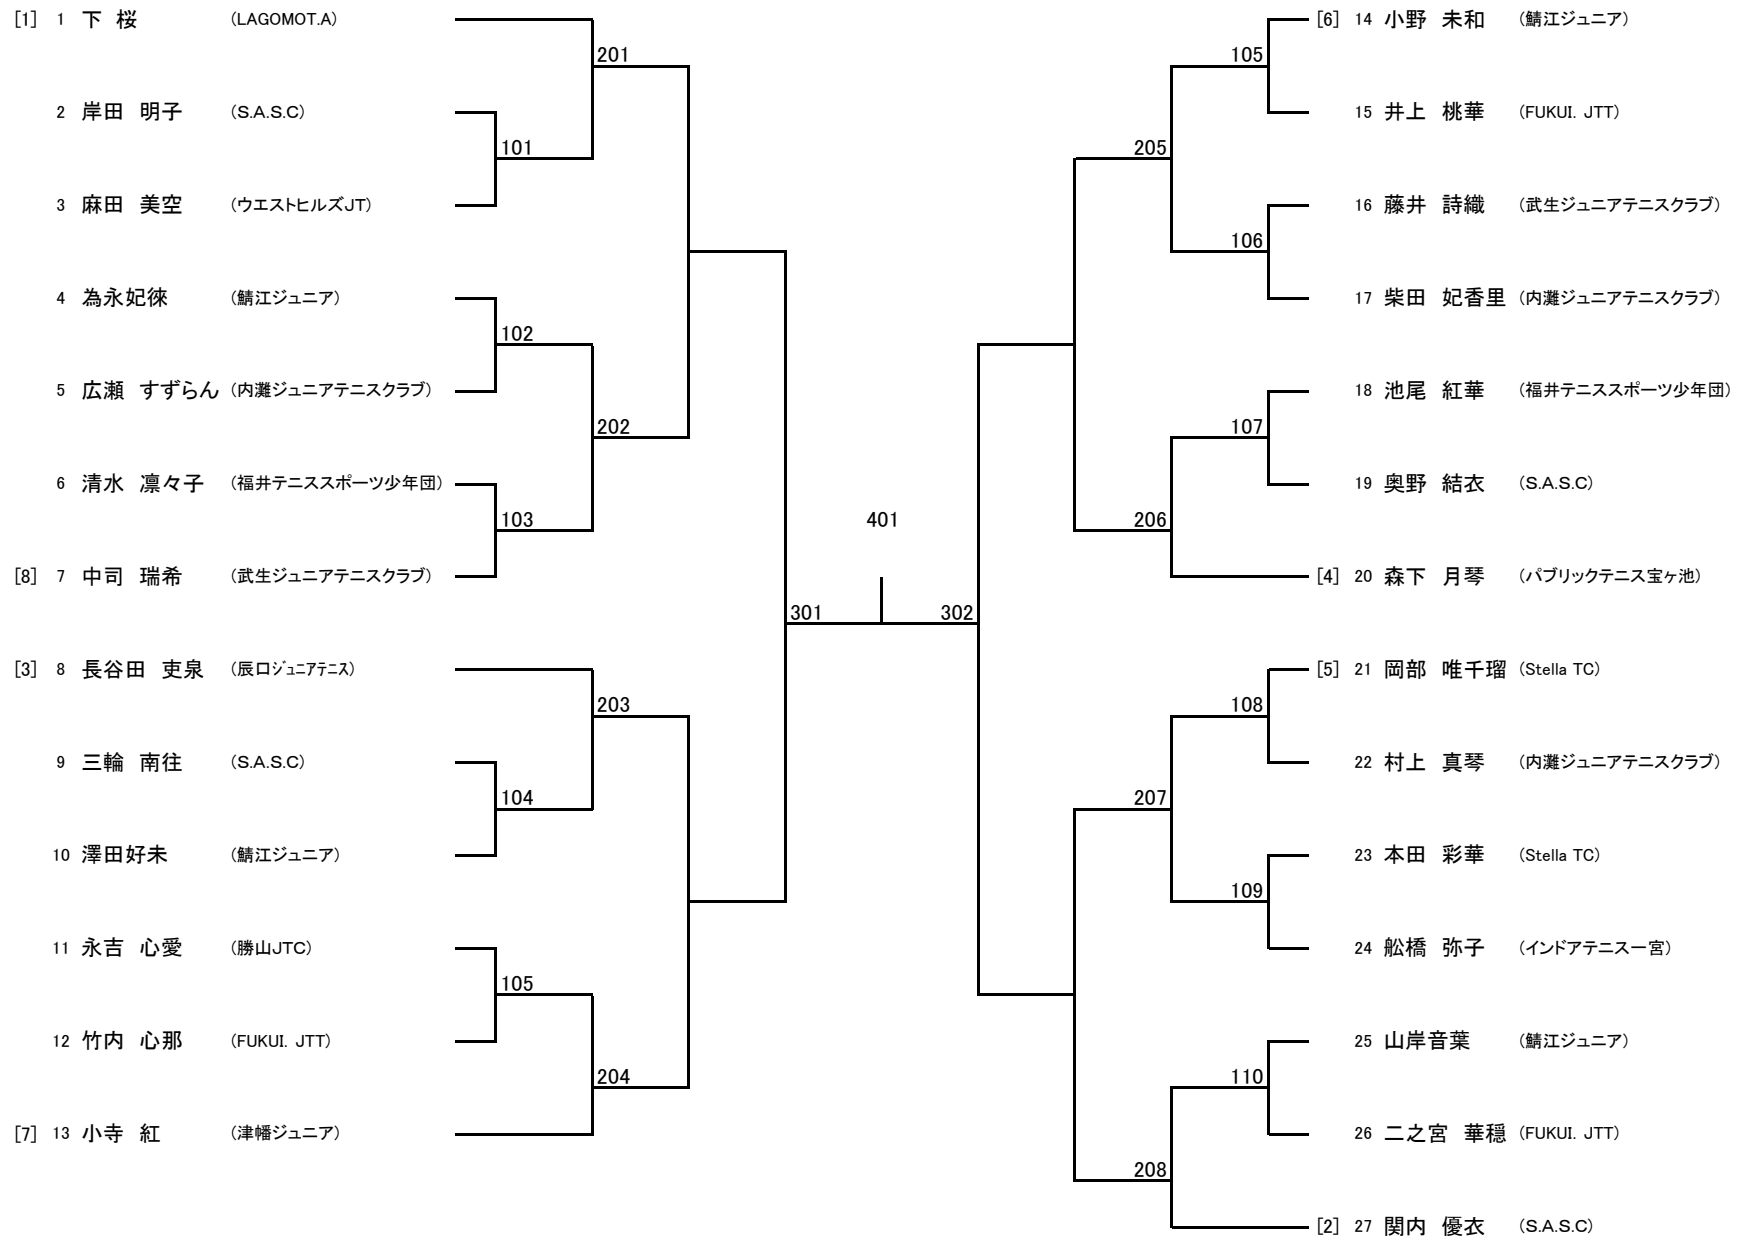 [1] 1 下 桜 (LAGOMOT.A)
201
2 岸田 明子 (S.A.S.C)
101
3 麻田 美空 (ウエストヒルズJT)
4 為永妃徠 (鯖江ジュニア)
102
5 広瀬 すずらん (内灘ジュニアテニスクラブ)
202
6 清水 凛々子 (福井テニススポーツ少年団)
103
[8] 7 中司 瑞希 (武生ジュニアテニスクラブ)
301
[3] 8 長谷田 吏泉 (辰口ジュニアテニス)
203
9 三輪 南往 (S.A.S.C)
104
10 澤田好未 (鯖江ジュニア)
11 永吉 心愛 (勝山JTC)
105
12 竹内 心那 (FUKUI. JTT)
204
[7] 13 小寺 紅 (津幡ジュニア)
401
[6] 14 小野 未和 (鯖江ジュニア)
105
15 井上 桃華 (FUKUI. JTT)
205
16 藤井 詩織 (武生ジュニアテニスクラブ)
106
17 柴田 妃香里 (内灘ジュニアテニスクラブ)
18 池尾 紅華 (福井テニススポーツ少年団)
107
19 奥野 結衣 (S.A.S.C)
206
[4] 20 森下 月琴 (パブリックテニス宝ヶ池)
302
[5] 21 岡部 唯千瑠 (Stella TC)
108
22 村上 真琴 (内灘ジュニアテニスクラブ)
207
23 本田 彩華 (Stella TC)
109
24 舩橋 弥子 (インドアテニス一宮)
25 山岸音葉 (鯖江ジュニア)
110
26 二之宮 華穏 (FUKUI. JTT)
208
[2] 27 関内 優衣 (S.A.S.C)